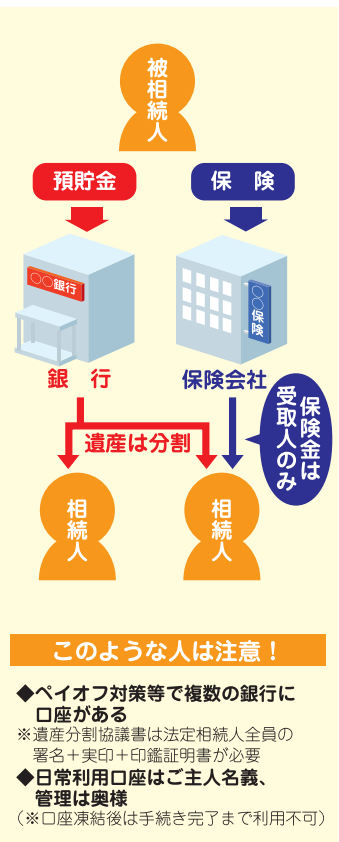 被相続人
預貯金
保険
○○銀行
○○保険
銀行
保険会社
保険金は
受取人のみ
遺産は分割
相続人
相続人
このような人は注意！
◆ペイオフ対策等で複数の銀行に
口座がある
※遺産分割協議書は法定相続人全員の
署名＋実印＋印鑑証明書が必要
◆日常利用口座はご主人名義、
管理は奥様
（※口座凍結後は手続き完了まで利用不可）